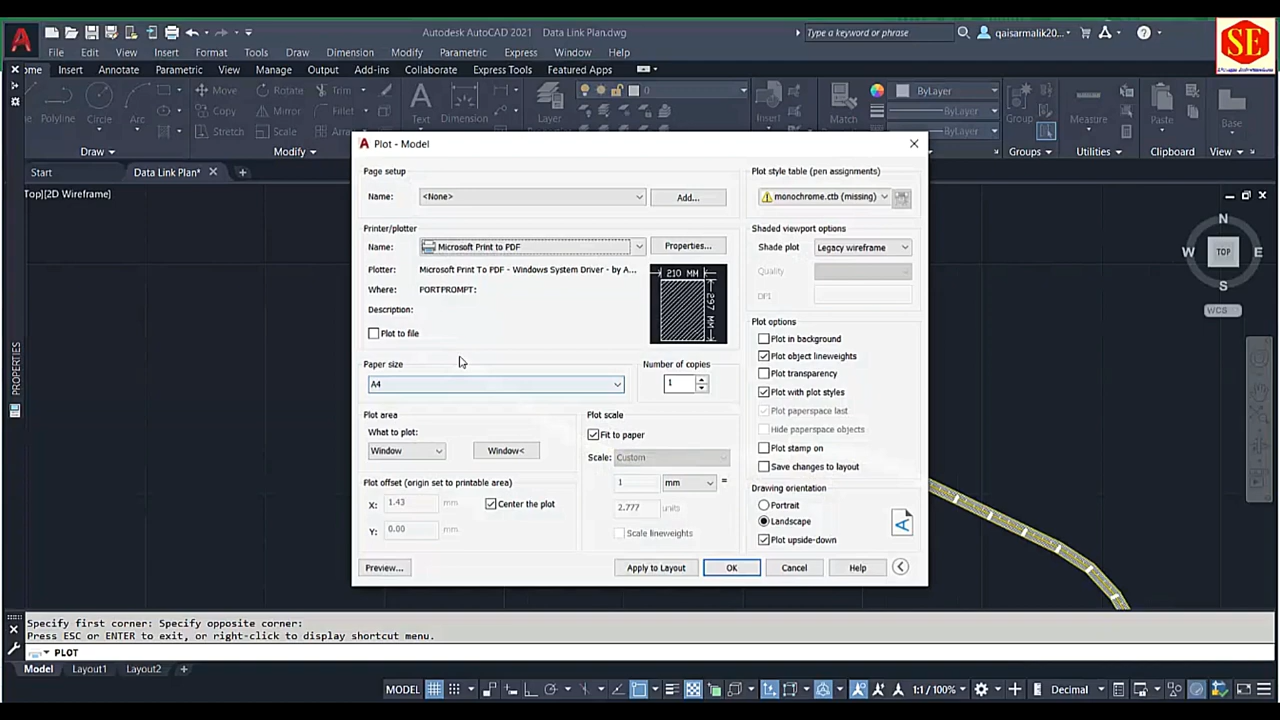 Autodesk AutoCAD 2021 Data Link Plan.dwg
Type a keyword or phrase
qaisarmalik20...
SE
File Edit View Insert Format Tools Draw Dimension Modify Parametric Express Window Help
ome Insert Annotate Parametric View Manage Output Add-ins Collaborate Express Tools Featured Apps
Polyline Circle Arc
Move Rotate Trim
Copy Mirror Fillet
Stretch Scale
Text Dimension
Layer
0
Insert
Match
ByLayer
ByLayer
ByLayer
Group
Measure
Paste
Base
Draw Modify Groups Utilities Clipboard View
Start Data Link Plan*
Top][2D Wireframe]
N
W TOP E
S
WCS
PROPERTIES
Plot - Model
Page setup
Name: <None> Add...
Printer/plotter
Name: Microsoft Print to PDF Properties...
Plotter: Microsoft Print To PDF - Windows System Driver - by A...
Where: PORTPROMPT:
Description:
Plot to file
210 MM
297 MM
Paper size
A4
Number of copies
1
Plot area
What to plot:
Window Window<
Plot offset (origin set to printable area)
X: 1.43 mm Center the plot
Y: 0.00 mm
Plot scale
Fit to paper
Scale: Custom
1 mm =
2.777 units
Scale lineweights
Plot style table (pen assignments)
monochrome.ctb (missing)
Shaded viewport options
Shade plot Legacy wireframe
Quality
DPI
Plot options
Plot in background
Plot object lineweights
Plot transparency
Plot with plot styles
Plot paperspace last
Hide paperspace objects
Plot stamp on
Save changes to layout
Drawing orientation
Portrait
Landscape
Plot upside-down
A
Preview... Apply to Layout OK Cancel Help
Specify first corner: Specify opposite corner:
Press ESC or ENTER to exit, or right-click to display shortcut menu.
PLOT
Model Layout1 Layout2
MODEL 1:1 / 100% Decimal